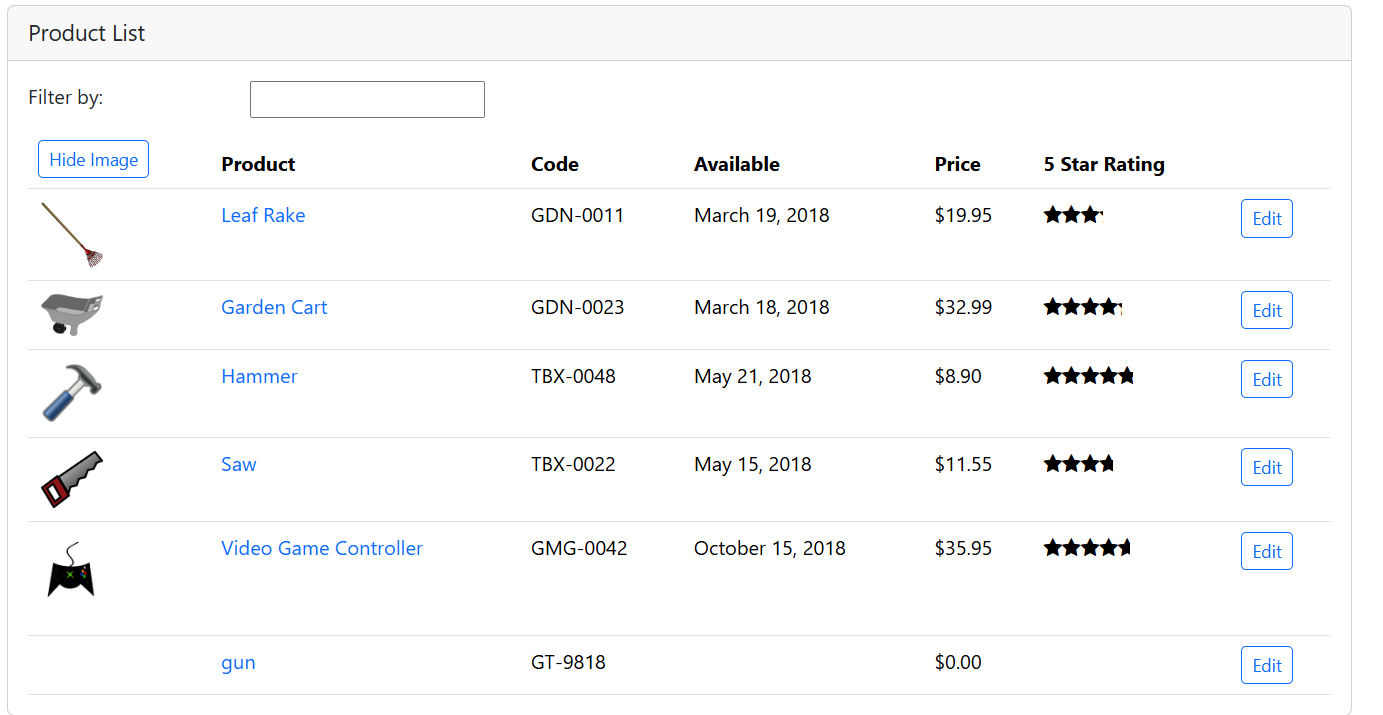 Product List
Filter by:
Hide Image Product Code Available Price 5 Star Rating
Leaf Rake GDN-0011 March 19, 2018 $19.95 Edit
Garden Cart GDN-0023 March 18, 2018 $32.99 Edit
Hammer TBX-0048 May 21, 2018 $8.90 Edit
Saw TBX-0022 May 15, 2018 $11.55 Edit
Video Game Controller GMG-0042 October 15, 2018 $35.95 Edit
gun GT-9818 $0.00 Edit